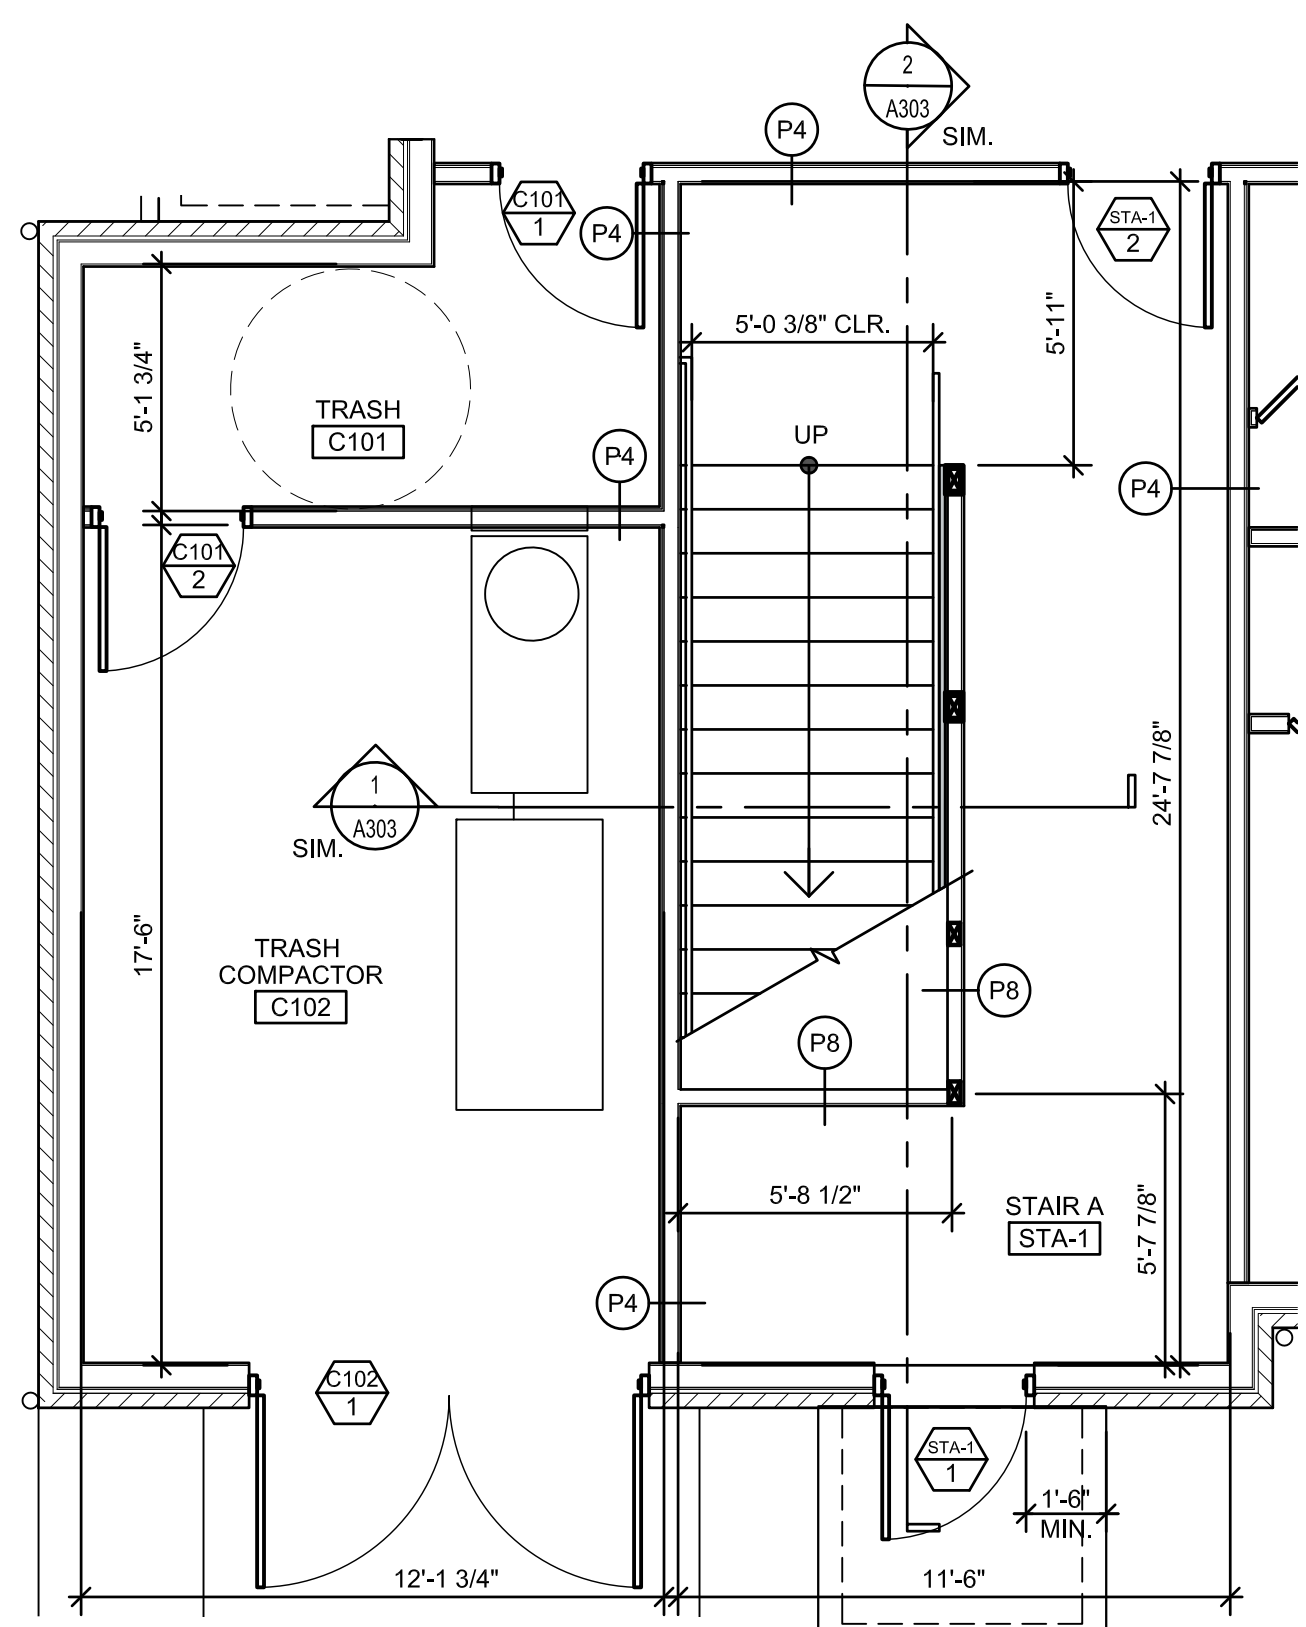 2
A303
SIM.
P4
C101
1
P4
STA-1
2
5'-0 3/8" CLR.
5'-11"
5'-1 3/4"
TRASH
C101
UP
P4
P4
C101
2
24'-7 7/8"
1
A303
SIM.
17'-6"
TRASH
COMPACTOR
C102
P8
P8
5'-8 1/2"
STAIR A
STA-1
5'-7 7/8"
P4
C102
1
STA-1
1
1'-6"
MIN.
12'-1 3/4"
11'-6"